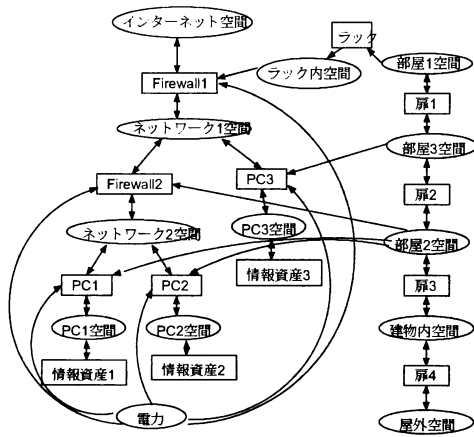 インターネット空間
ラック
Firewall1
ラック内空間
部屋1空間
扉1
ネットワーク1空間
部屋3空間
Firewall2
PC3
扉2
ネットワーク2空間
PC3空間
部屋2空間
PC1
PC2
情報資産3
扉3
PC1空間
PC2空間
建物内空間
情報資産1
情報資産2
扉4
電力
屋外空間